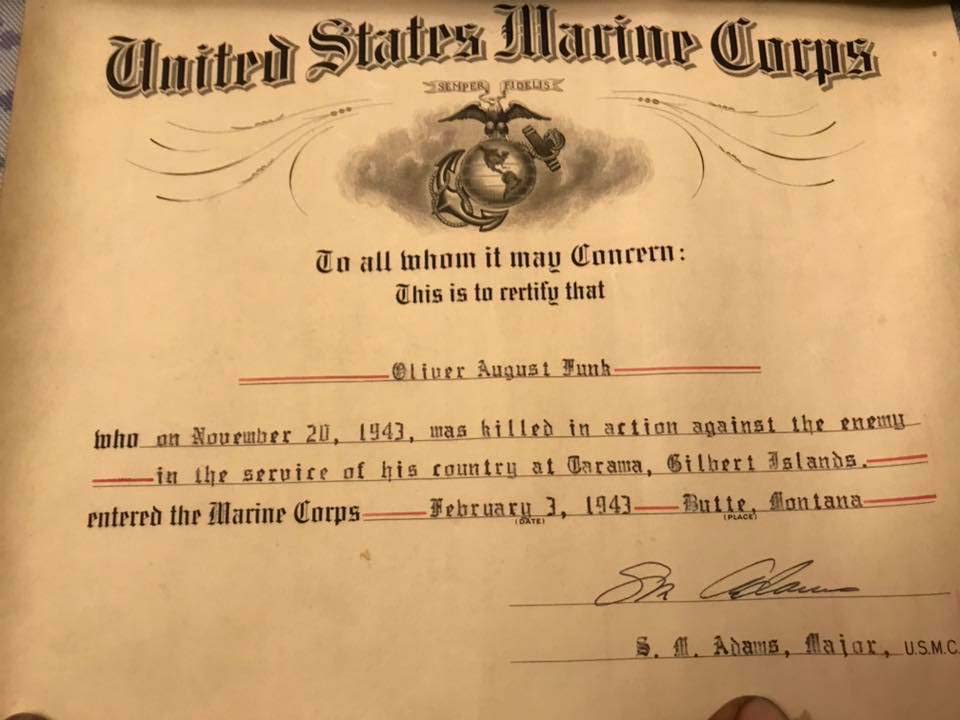 United States Marine Corps
SEMPER FIDELIS
To all whom it may Concern:
This is to certify that
Oliver August Funk
who on November 20, 1943, was killed in action against the enemy
in the service of his country at Tarama, Gilbert Islands.
entered the Marine Corps February 3, 1943 Butte, Montana
(DATE) (PLACE)
S. M. Adams, Major, U.S.M.C.